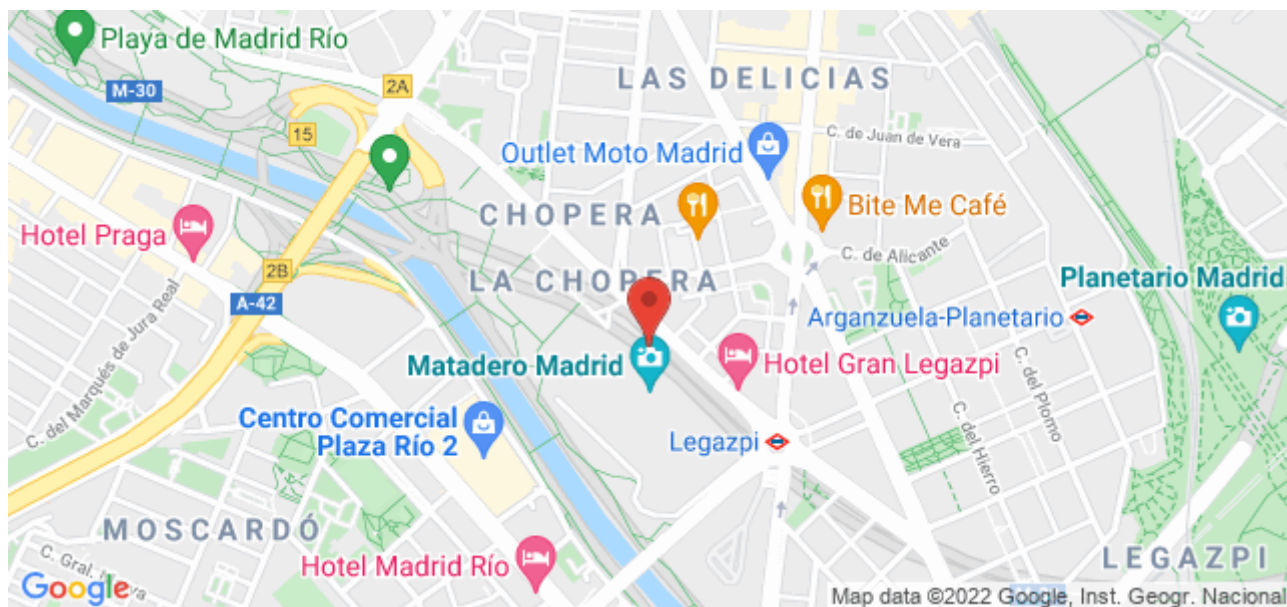 Playa de Madrid Río
M-30
2A
15
LAS DELICIAS
C. de Juan de Vera
Outlet Moto Madrid
CHOPERA
Bite Me Café
Hotel Praga
C. de Alicante
2B
LA CHOPERA
Planetario Madrid
A-42
Arganzuela-Planetario
C. del Marqués de Jura Real
Matadero Madrid
Hotel Gran Legazpi
C. del Plomo
Centro Comercial
Plaza Río 2
Legazpi
C. del Hierro
MOSCARDÓ
Hotel Madrid Río
LEGAZPI
C. Gral.
Google
Map data ©2022 Google, Inst. Geogr. Nacional